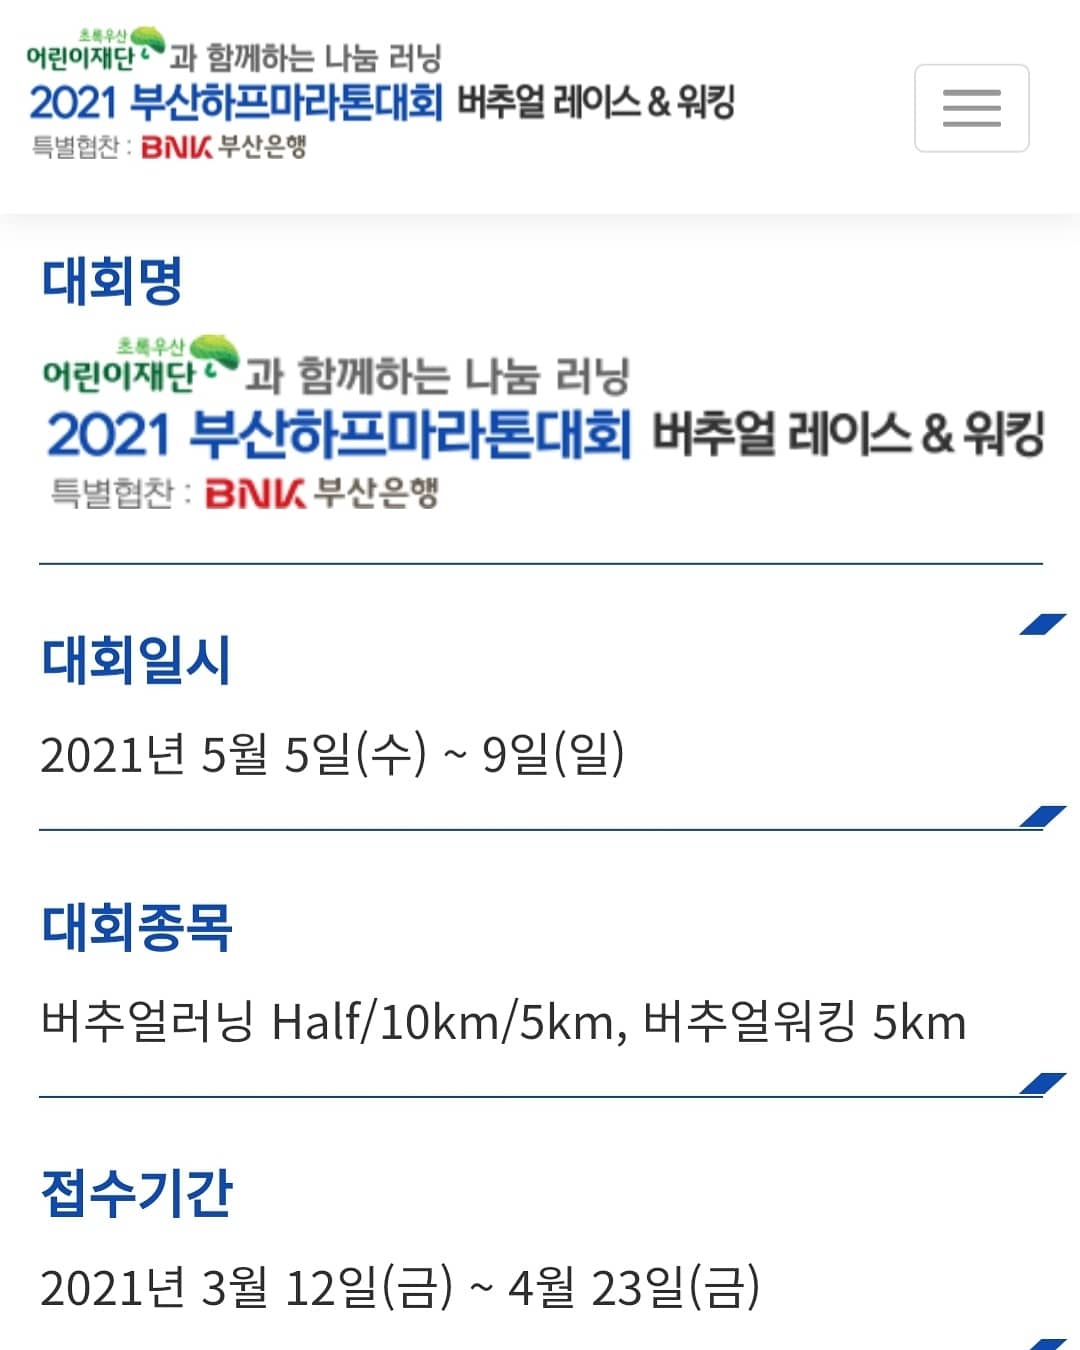 초록우산
어린이재단과 함께하는 나눔 러닝
2021 부산하프마라톤대회 버추얼 레이스 & 워킹
특별협찬 : BNK 부산은행
대회명
초록우산
어린이재단과 함께하는 나눔 러닝
2021 부산하프마라톤대회 버추얼 레이스 & 워킹
특별협찬 : BNK 부산은행
대회일시
2021년 5월 5일(수) ~ 9일(일)
대회종목
버추얼러닝 Half/10km/5km, 버추얼워킹 5km
접수기간
2021년 3월 12일(금) ~ 4월 23일(금)